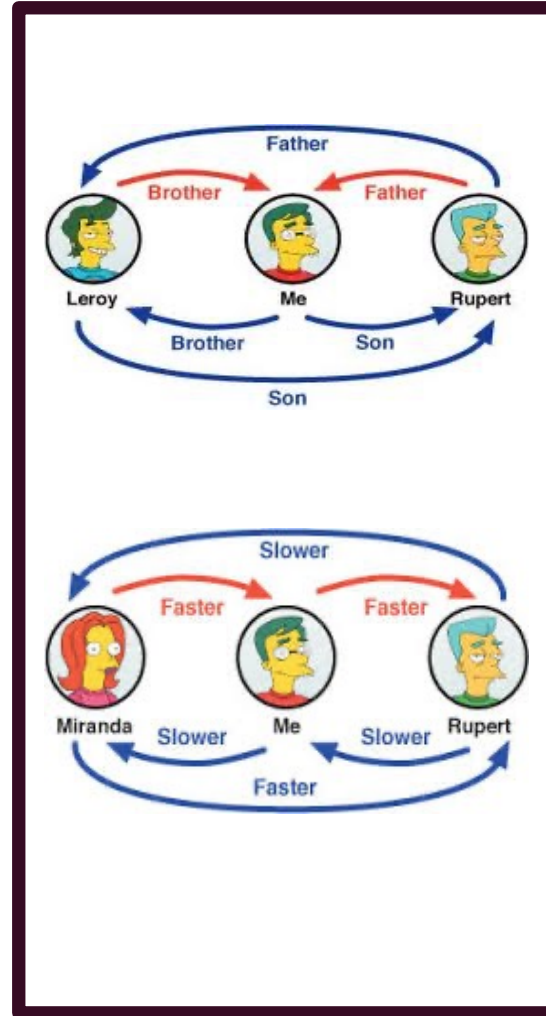 Father
Brother Father
Leroy Me Rupert
Brother Son
Son
Slower
Faster Faster
Miranda Me Rupert
Slower Slower
Faster